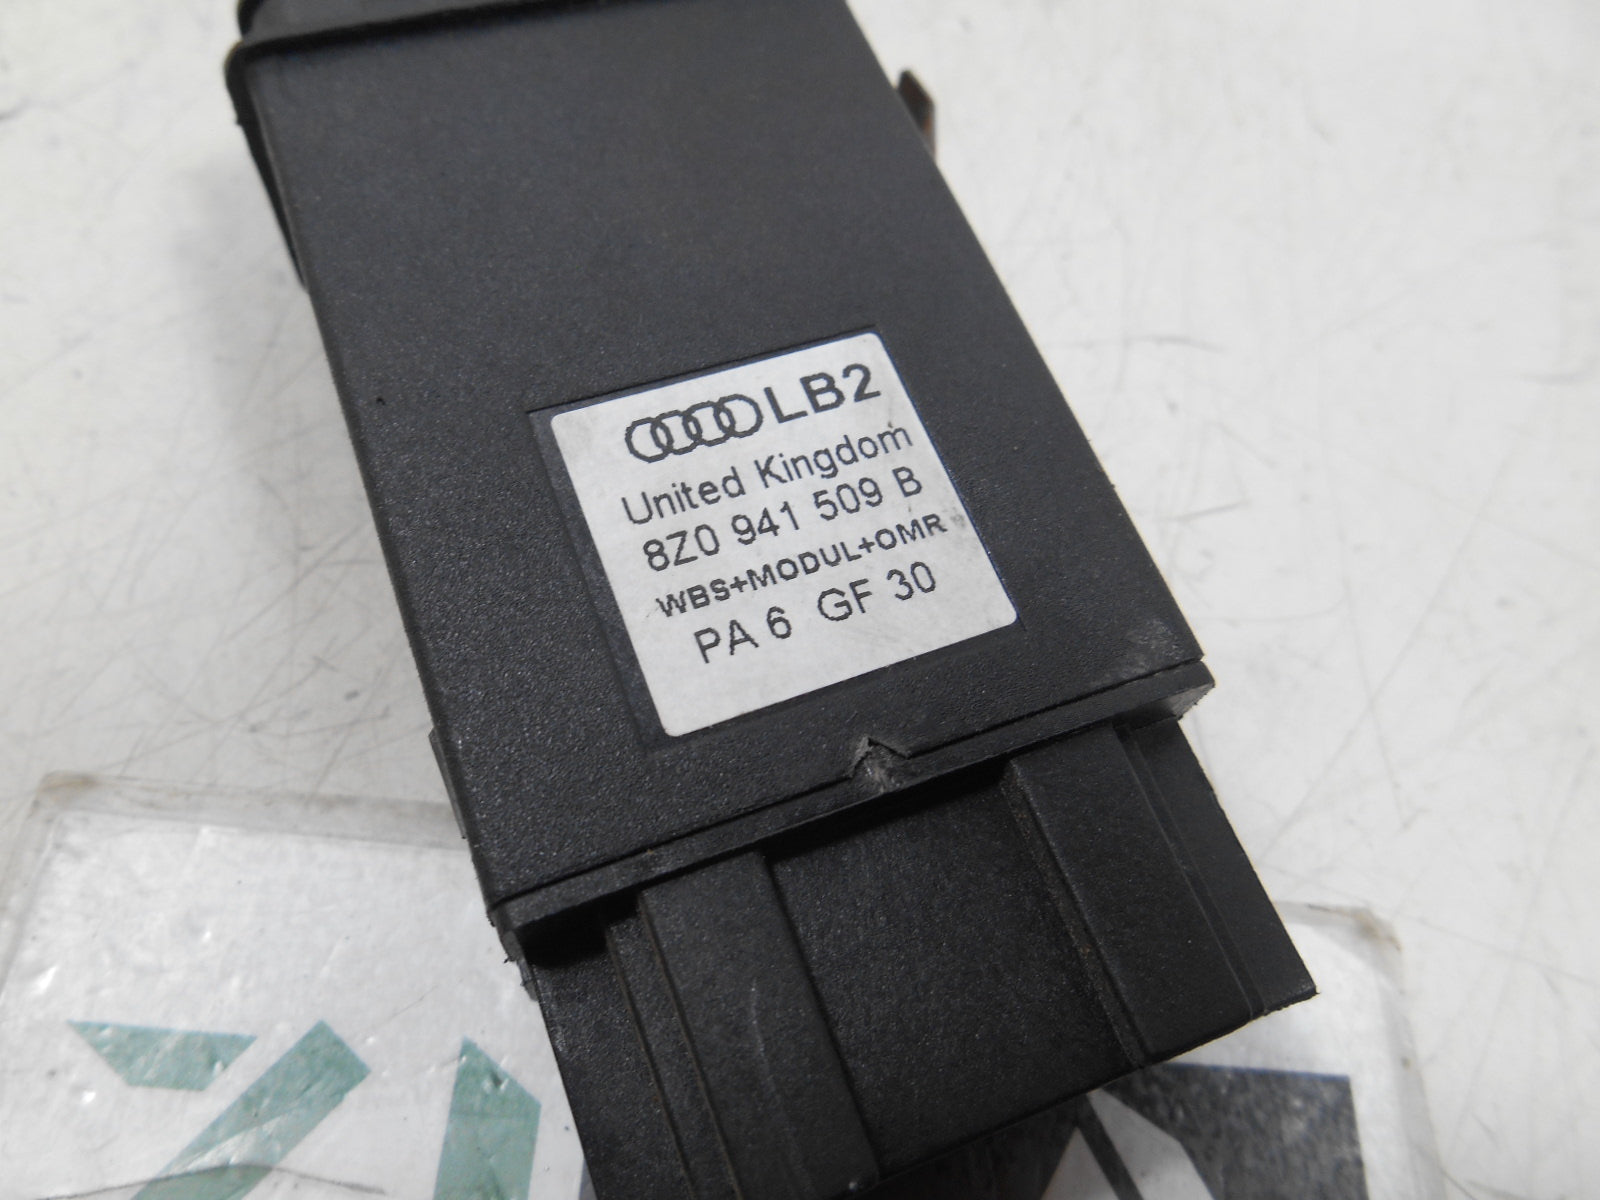 LB2
United Kingdom
8Z0 941 509 B
WBS+MODUL+OMR
PA 6 GF 30